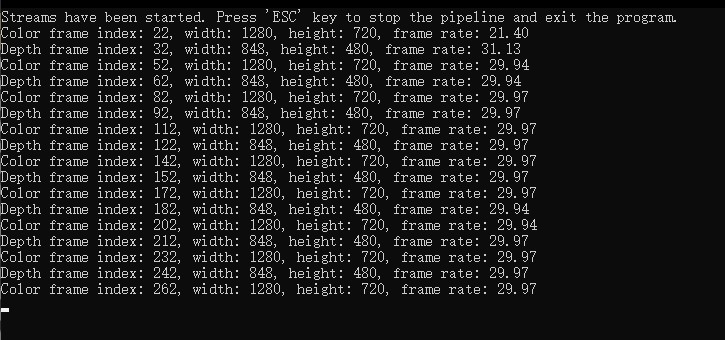 Streams have been started. Press 'ESC' key to stop the pipeline and exit the program.
Color frame index: 22, width: 1280, height: 720, frame rate: 21.40
Depth frame index: 32, width: 848, height: 480, frame rate: 31.13
Color frame index: 52, width: 1280, height: 720, frame rate: 29.94
Depth frame index: 62, width: 848, height: 480, frame rate: 29.94
Color frame index: 82, width: 1280, height: 720, frame rate: 29.97
Depth frame index: 92, width: 848, height: 480, frame rate: 29.97
Color frame index: 112, width: 1280, height: 720, frame rate: 29.97
Depth frame index: 122, width: 848, height: 480, frame rate: 29.97
Color frame index: 142, width: 1280, height: 720, frame rate: 29.97
Depth frame index: 152, width: 848, height: 480, frame rate: 29.97
Color frame index: 172, width: 1280, height: 720, frame rate: 29.97
Depth frame index: 182, width: 848, height: 480, frame rate: 29.94
Color frame index: 202, width: 1280, height: 720, frame rate: 29.94
Depth frame index: 212, width: 848, height: 480, frame rate: 29.97
Color frame index: 232, width: 1280, height: 720, frame rate: 29.97
Depth frame index: 242, width: 848, height: 480, frame rate: 29.97
Color frame index: 262, width: 1280, height: 720, frame rate: 29.97